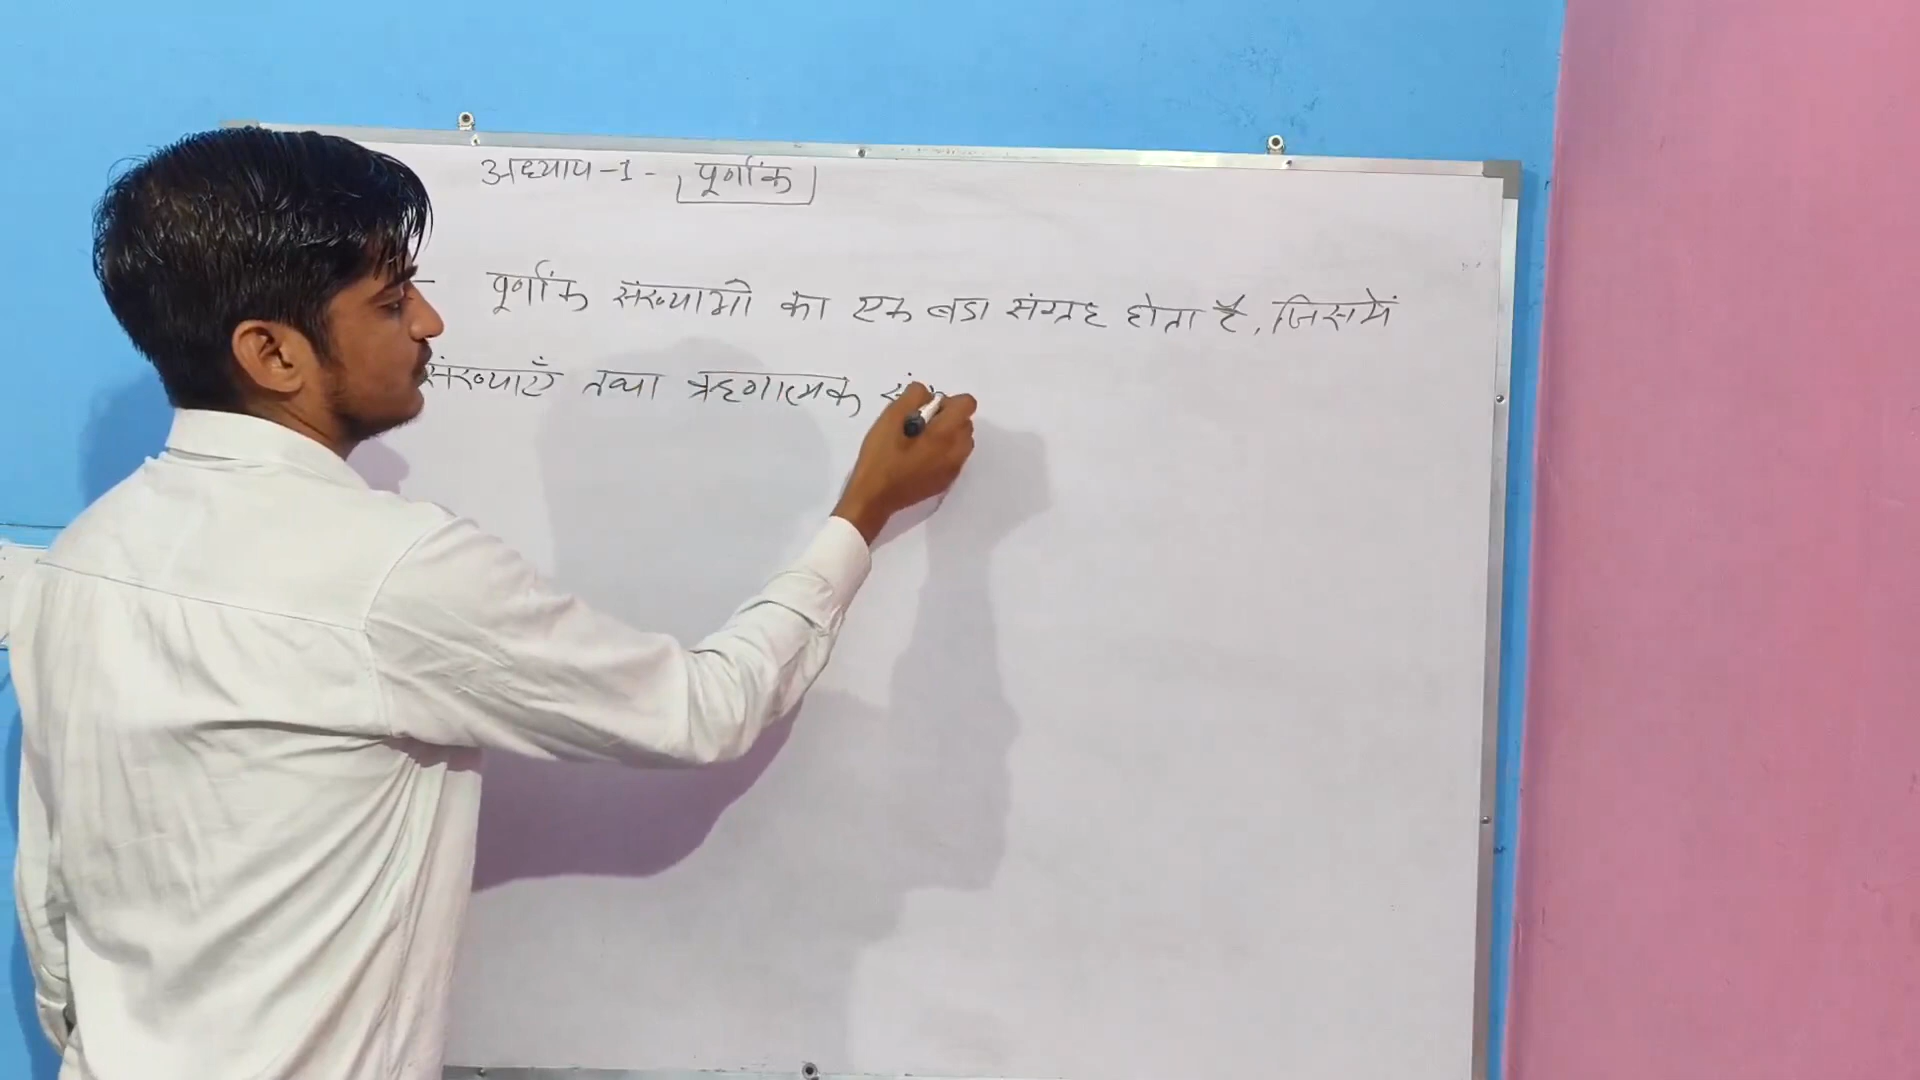 अध्याय-1- पूर्णांक
पूर्णांक संख्याओं का एक बडा संग्रह होता है, जिसमें
संख्याएँ तथा ऋणात्मक